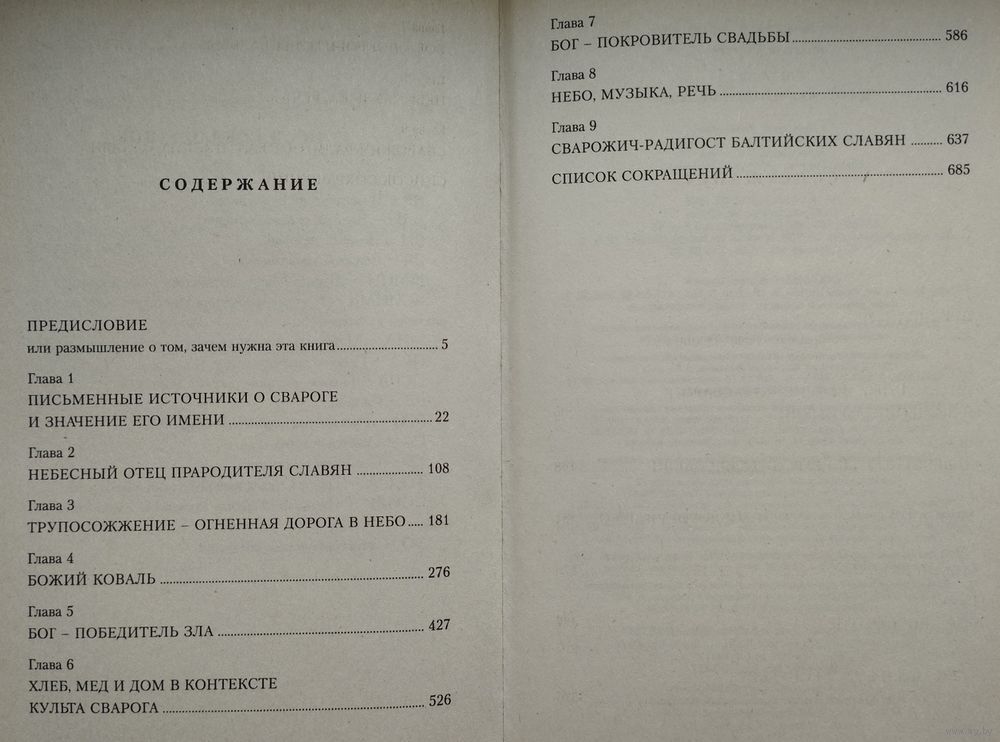 СОДЕРЖАНИЕ
ПРЕДИСЛОВИЕ
или размышление о том, зачем нужна эта книга.............................. 5
Глава 1
ПИСЬМЕННЫЕ ИСТОЧНИКИ О СВАРОГЕ
И ЗНАЧЕНИЕ ЕГО ИМЕНИ .................................................. 22
Глава 2
НЕБЕСНЫЙ ОТЕЦ ПРАРОДИТЕЛЯ СЛАВЯН ................. 108
Глава 3
ТРУПОСОЖЖЕНИЕ – ОГНЕННАЯ ДОРОГА В НЕБО..... 181
Глава 4
БОЖИЙ КОВАЛЬ .................................................................. 276
Глава 5
БОГ – ПОБЕДИТЕЛЬ ЗЛА .................................................... 427
Глава 6
ХЛЕБ, МЕД И ДОМ В КОНТЕКСТЕ
КУЛЬТА СВАРОГА .................................................................. 526
Глава 7
БОГ – ПОКРОВИТЕЛЬ СВАДЬБЫ...................................... 586
Глава 8
НЕБО, МУЗЫКА, РЕЧЬ ......................................................... 616
Глава 9
СВАРОЖИЧ-РАДИГОСТ БАЛТИЙСКИХ СЛАВЯН ........ 637
СПИСОК СОКРАЩЕНИЙ ..................................................... 685